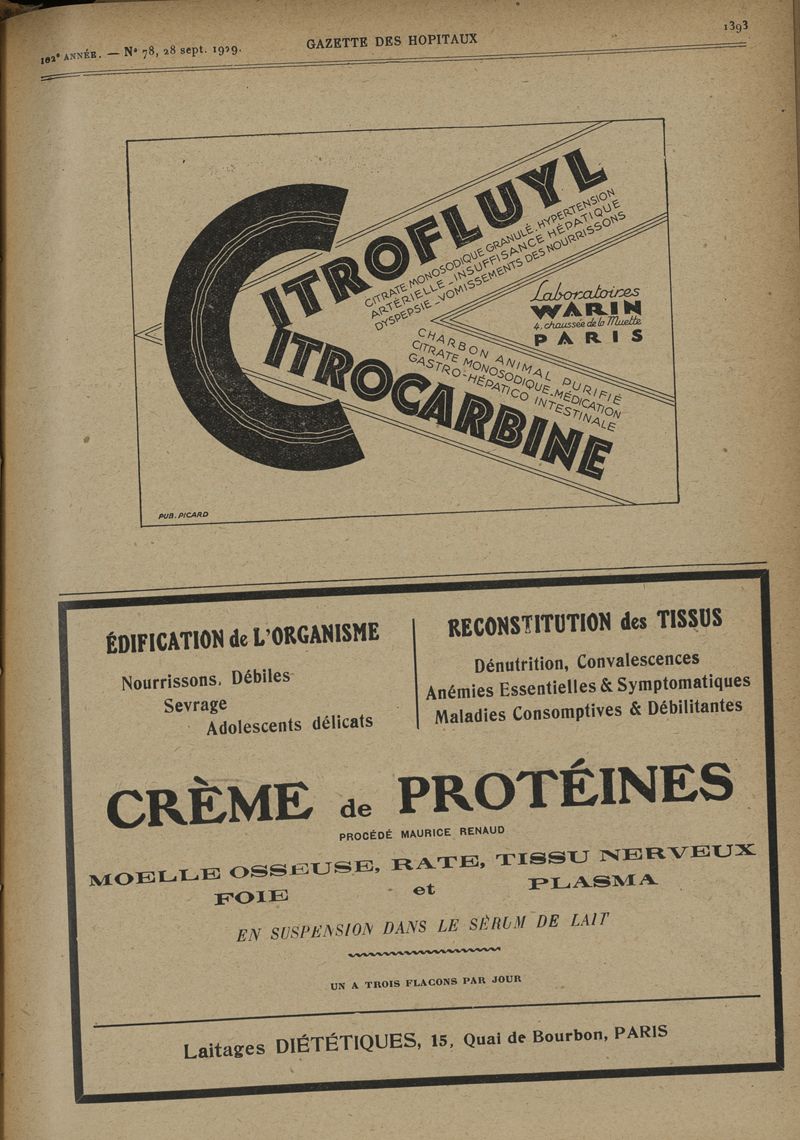 102e ANNÉE. — N° 78, 28 sept. 1929.
GAZETTE DES HOPITAUX
1393
CITROFLUYL
CITRATE MONOSODIQUE GRANULÉ. HYPERTENSION
ARTÉRIELLE _ INSUFFISANCE HÉPATIQUE
DYSPEPSIE _ VOMISSEMENTS DES NOURRISSONS
Laboratoires
WARIN
4, chaussée de la Muette
PARIS
CITROCARBINE
CHARBON ANIMAL PURIFIÉ
CITRATE MONOSODIQUE_MÉDICATION
GASTRO-HÉPATICO INTESTINALE
PUB. PICARD
ÉDIFICATION de L'ORGANISME
Nourrissons, Débiles
Sevrage
Adolescents délicats
RECONSTITUTION des TISSUS
Dénutrition, Convalescences
Anémies Essentielles & Symptomatiques
Maladies Consomptives & Débilitantes
CRÈME de PROTÉINES
PROCÉDÉ MAURICE RENAUD
MOELLE OSSEUSE, RATE, TISSU NERVEUX
FOIE et PLASMA
EN SUSPENSION DANS LE SÈRUM DE LAIT
UN A TROIS FLACONS PAR JOUR
Laitages DIÉTÉTIQUES, 15, Quai de Bourbon, PARIS